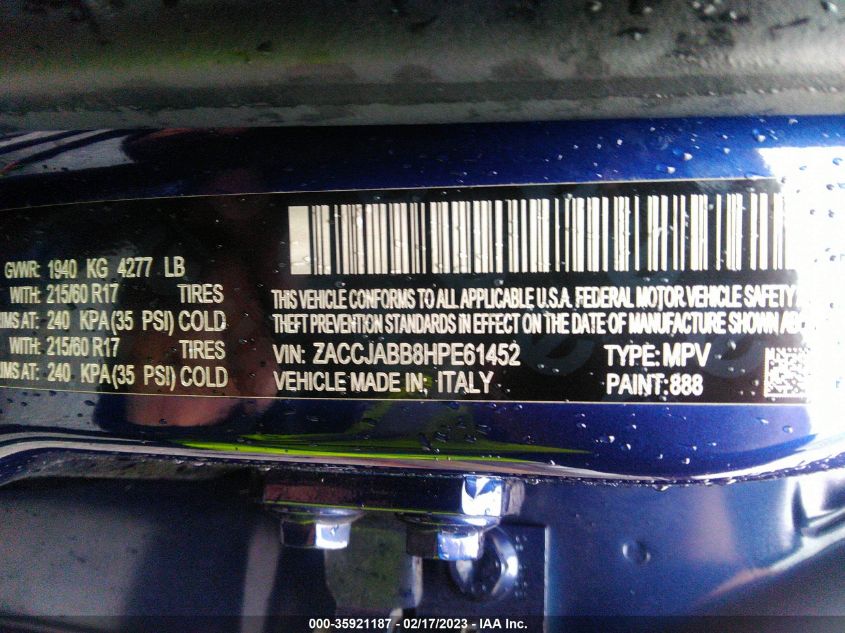 GVWR: 1940 KG 4277 LB
WITH: 215/60 R17 TIRES
IMS AT: 240 KPA(35 PSI) COLD
WITH: 215/60 R17 TIRES
IMS AT: 240 KPA(35 PSI) COLD
THIS VEHICLE CONFORMS TO ALL APPLICABLE U.S.A. FEDERAL MOTOR VEHICLE SAFETY
THEFT PREVENTION STANDARDS IN EFFECT ON THE DATE OF MANUFACTURE SHOWN
VIN: ZACCJABB8HPE61452 TYPE: MPV
VEHICLE MADE IN: ITALY PAINT: 888
000-35921187 - 02/17/2023 - IAA Inc.